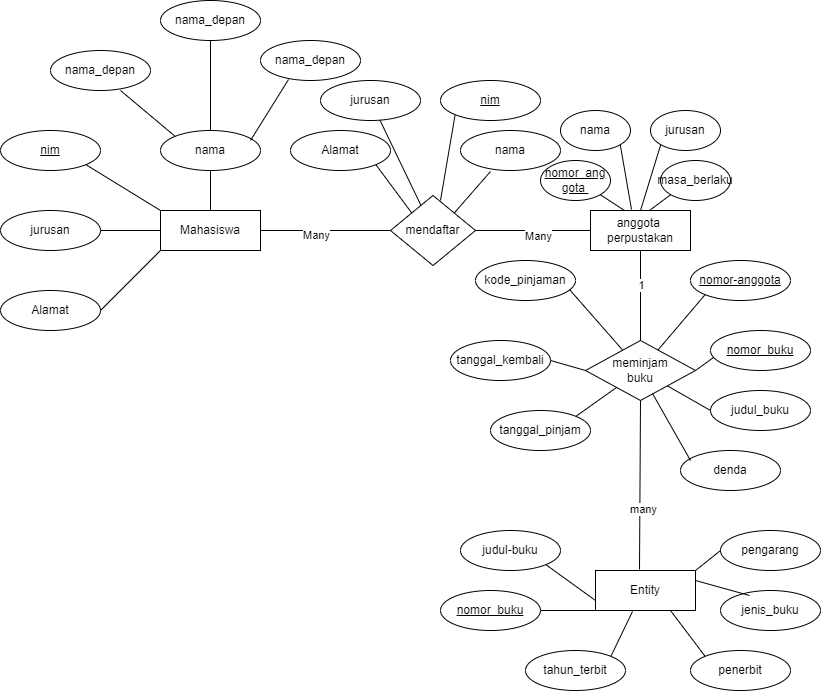 nama_depan
nama_depan
nama_depan
nim
nama
jurusan
Mahasiswa
Alamat
jurusan
nim
Alamat
nama
Many
mendaftar
Many
nama
jurusan
nomor_ang
gota
masa_berlaku
anggota
perpustakan
1
kode_pinjaman
nomor-anggota
tanggal_kembali
meminjam
buku
nomor_buku
tanggal_pinjam
judul_buku
denda
many
judul-buku
pengarang
Entity
nomor_buku
jenis_buku
tahun_terbit
penerbit